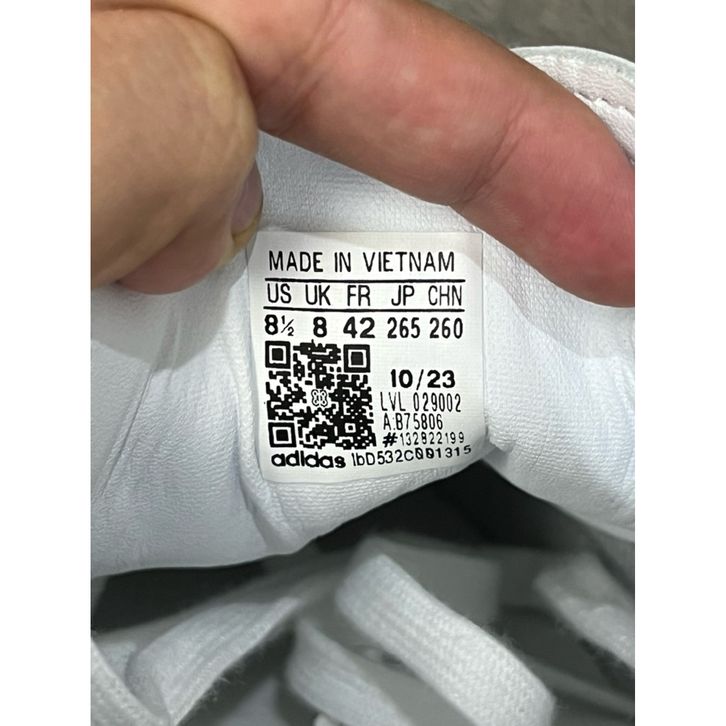 MADE IN VIETNAM
US UK FR JP CHN
8½ 8 42 265 260
10/23
LVL 029002
A.B75806
#132822199
adidas 1bD532C001315